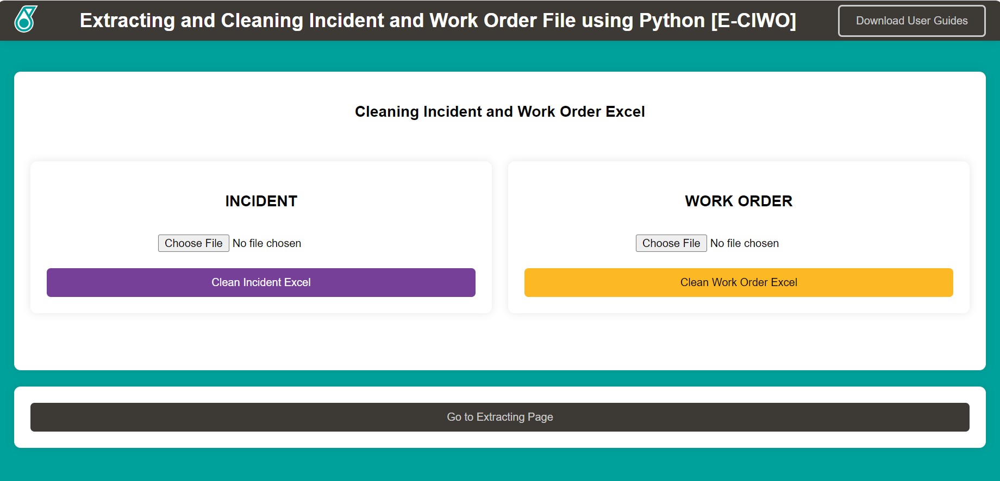 Extracting and Cleaning Incident and Work Order File using Python [E-CIWO]
Download User Guides
Cleaning Incident and Work Order Excel
INCIDENT
Choose File No file chosen
Clean Incident Excel
WORK ORDER
Choose File No file chosen
Clean Work Order Excel
Go to Extracting Page